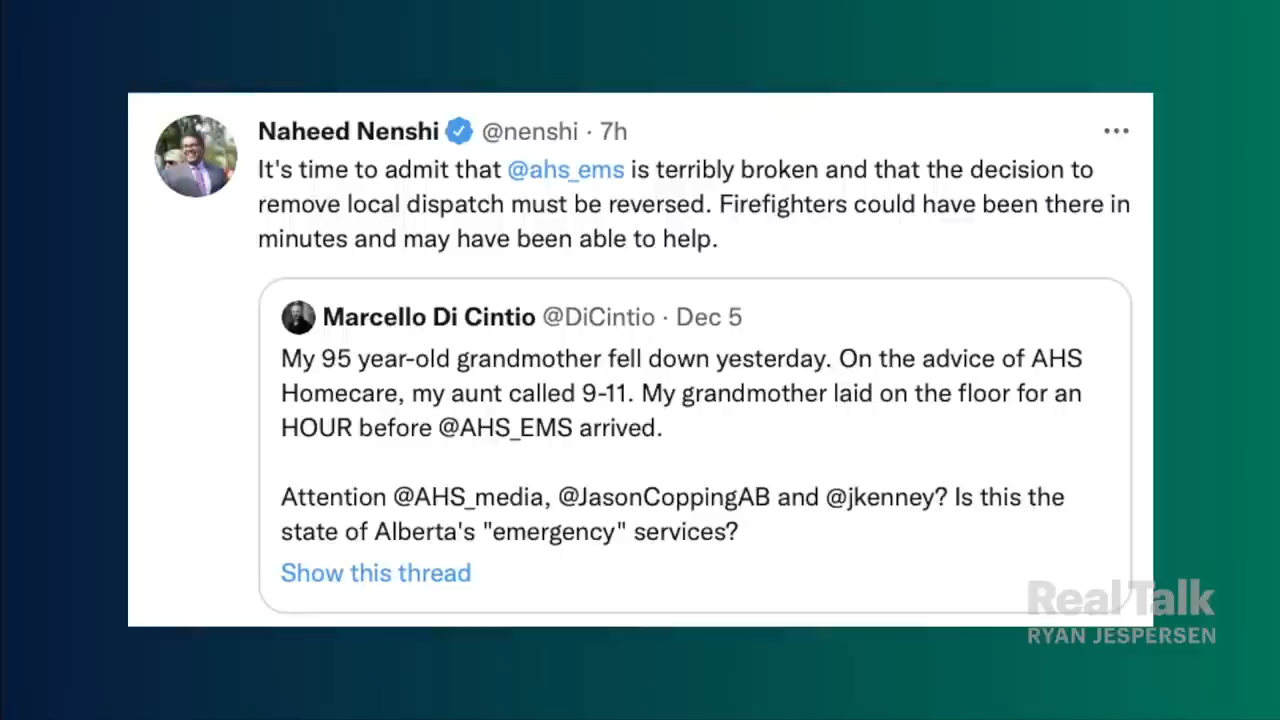 Naheed Nenshi @nenshi · 7h
It's time to admit that @ahs_ems is terribly broken and that the decision to
remove local dispatch must be reversed. Firefighters could have been there in
minutes and may have been able to help.
Marcello Di Cintio @DiCintio · Dec 5
My 95 year-old grandmother fell down yesterday. On the advice of AHS
Homecare, my aunt called 9-11. My grandmother laid on the floor for an
HOUR before @AHS_EMS arrived.
Attention @AHS_media, @JasonCoppingAB and @jkenney? Is this the
state of Alberta's "emergency" services?
Show this thread
Real Talk
RYAN JESPERSEN